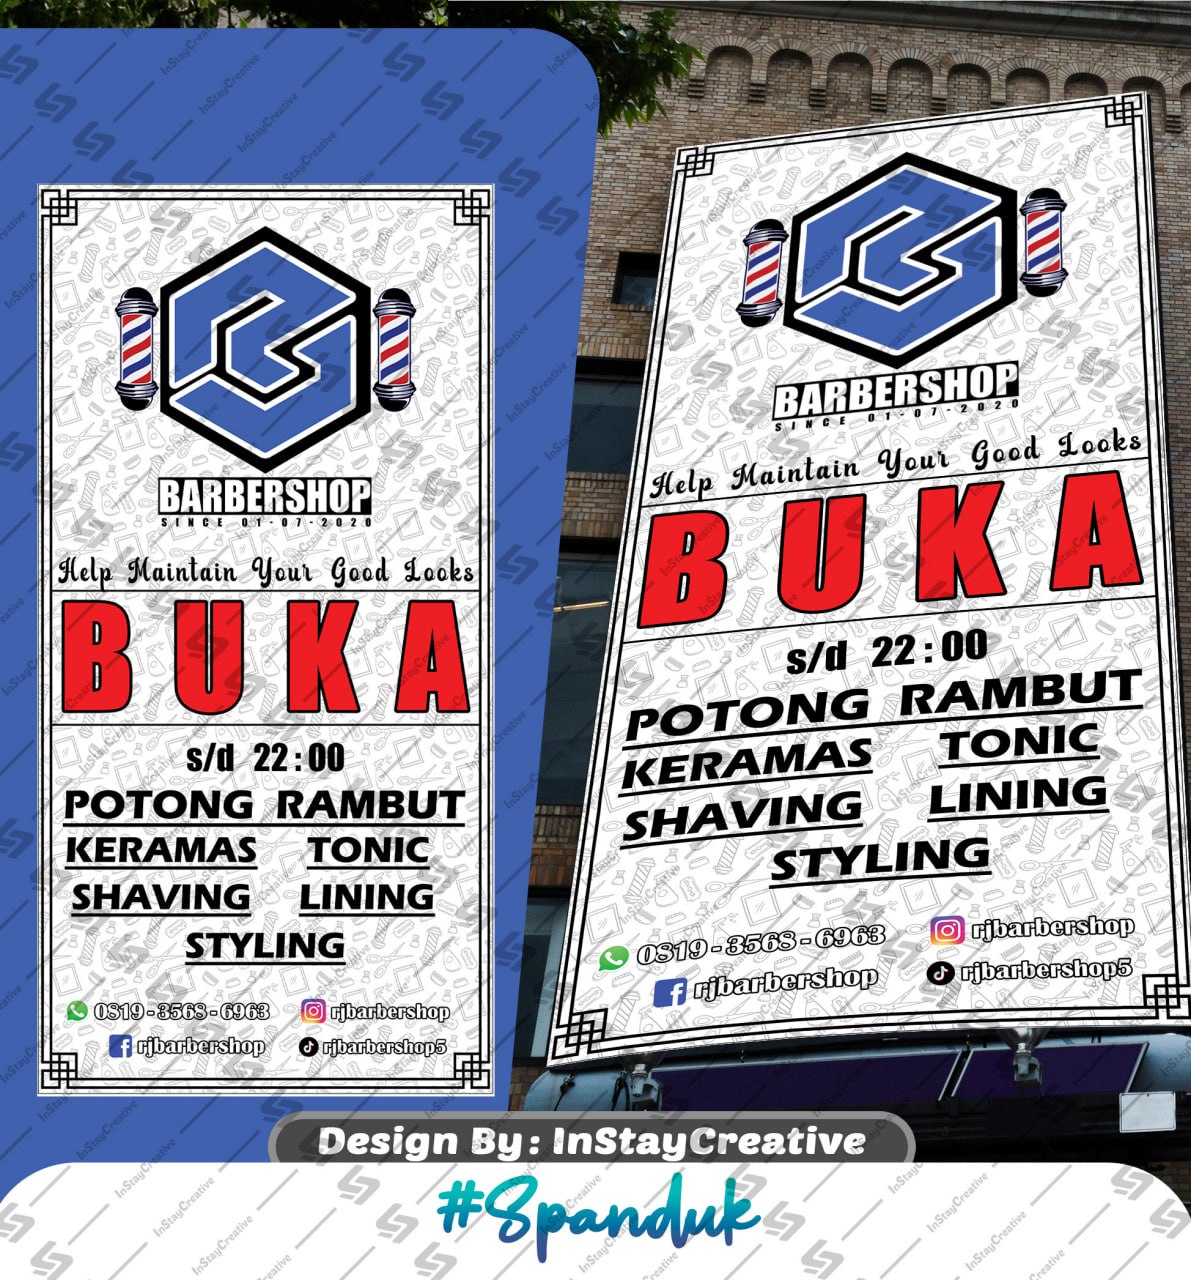 BARBERSHOP
SINCE 01-07-2020
Help Maintain Your Good Looks
BUKA
s/d 22:00
POTONG RAMBUT
KERAMAS TONIC
SHAVING LINING
STYLING
0819-3568-6963 rjbarbershop
rjbarbershop rjbarbershop5
BARBERSHOP
SINCE 01-07-2020
Help Maintain Your Good Looks
BUKA
s/d 22:00
POTONG RAMBUT
KERAMAS TONIC
SHAVING LINING
STYLING
0819-3568-6963 rjbarbershop
rjbarbershop rjbarbershop5
Design By: InStayCreative
#Spanduk
InStayCreative